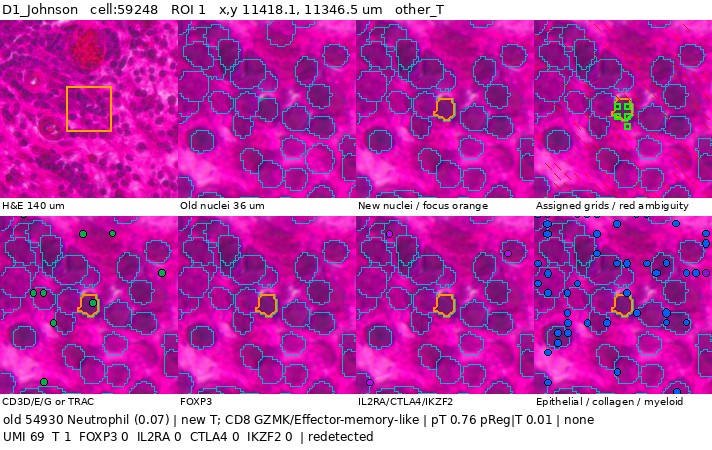 D1_Johnson   cell:59248   ROI 1   x,y 11418.1, 11346.5 um   other_T
H&E 140 um
Old nuclei 36 um
New nuclei / focus orange
Assigned grids / red ambiguity
CD3D/E/G or TRAC
FOXP3
IL2RA/CTLA4/IKZF2
Epithelial / collagen / myeloid
old 54930 Neutrophil (0.07) | new T; CD8 GZMK/Effector-memory-like | pT 0.76 pReg|T 0.01 | none
UMI 69  T 1  FOXP3 0  IL2RA 0  CTLA4 0  IKZF2 0  | redetected